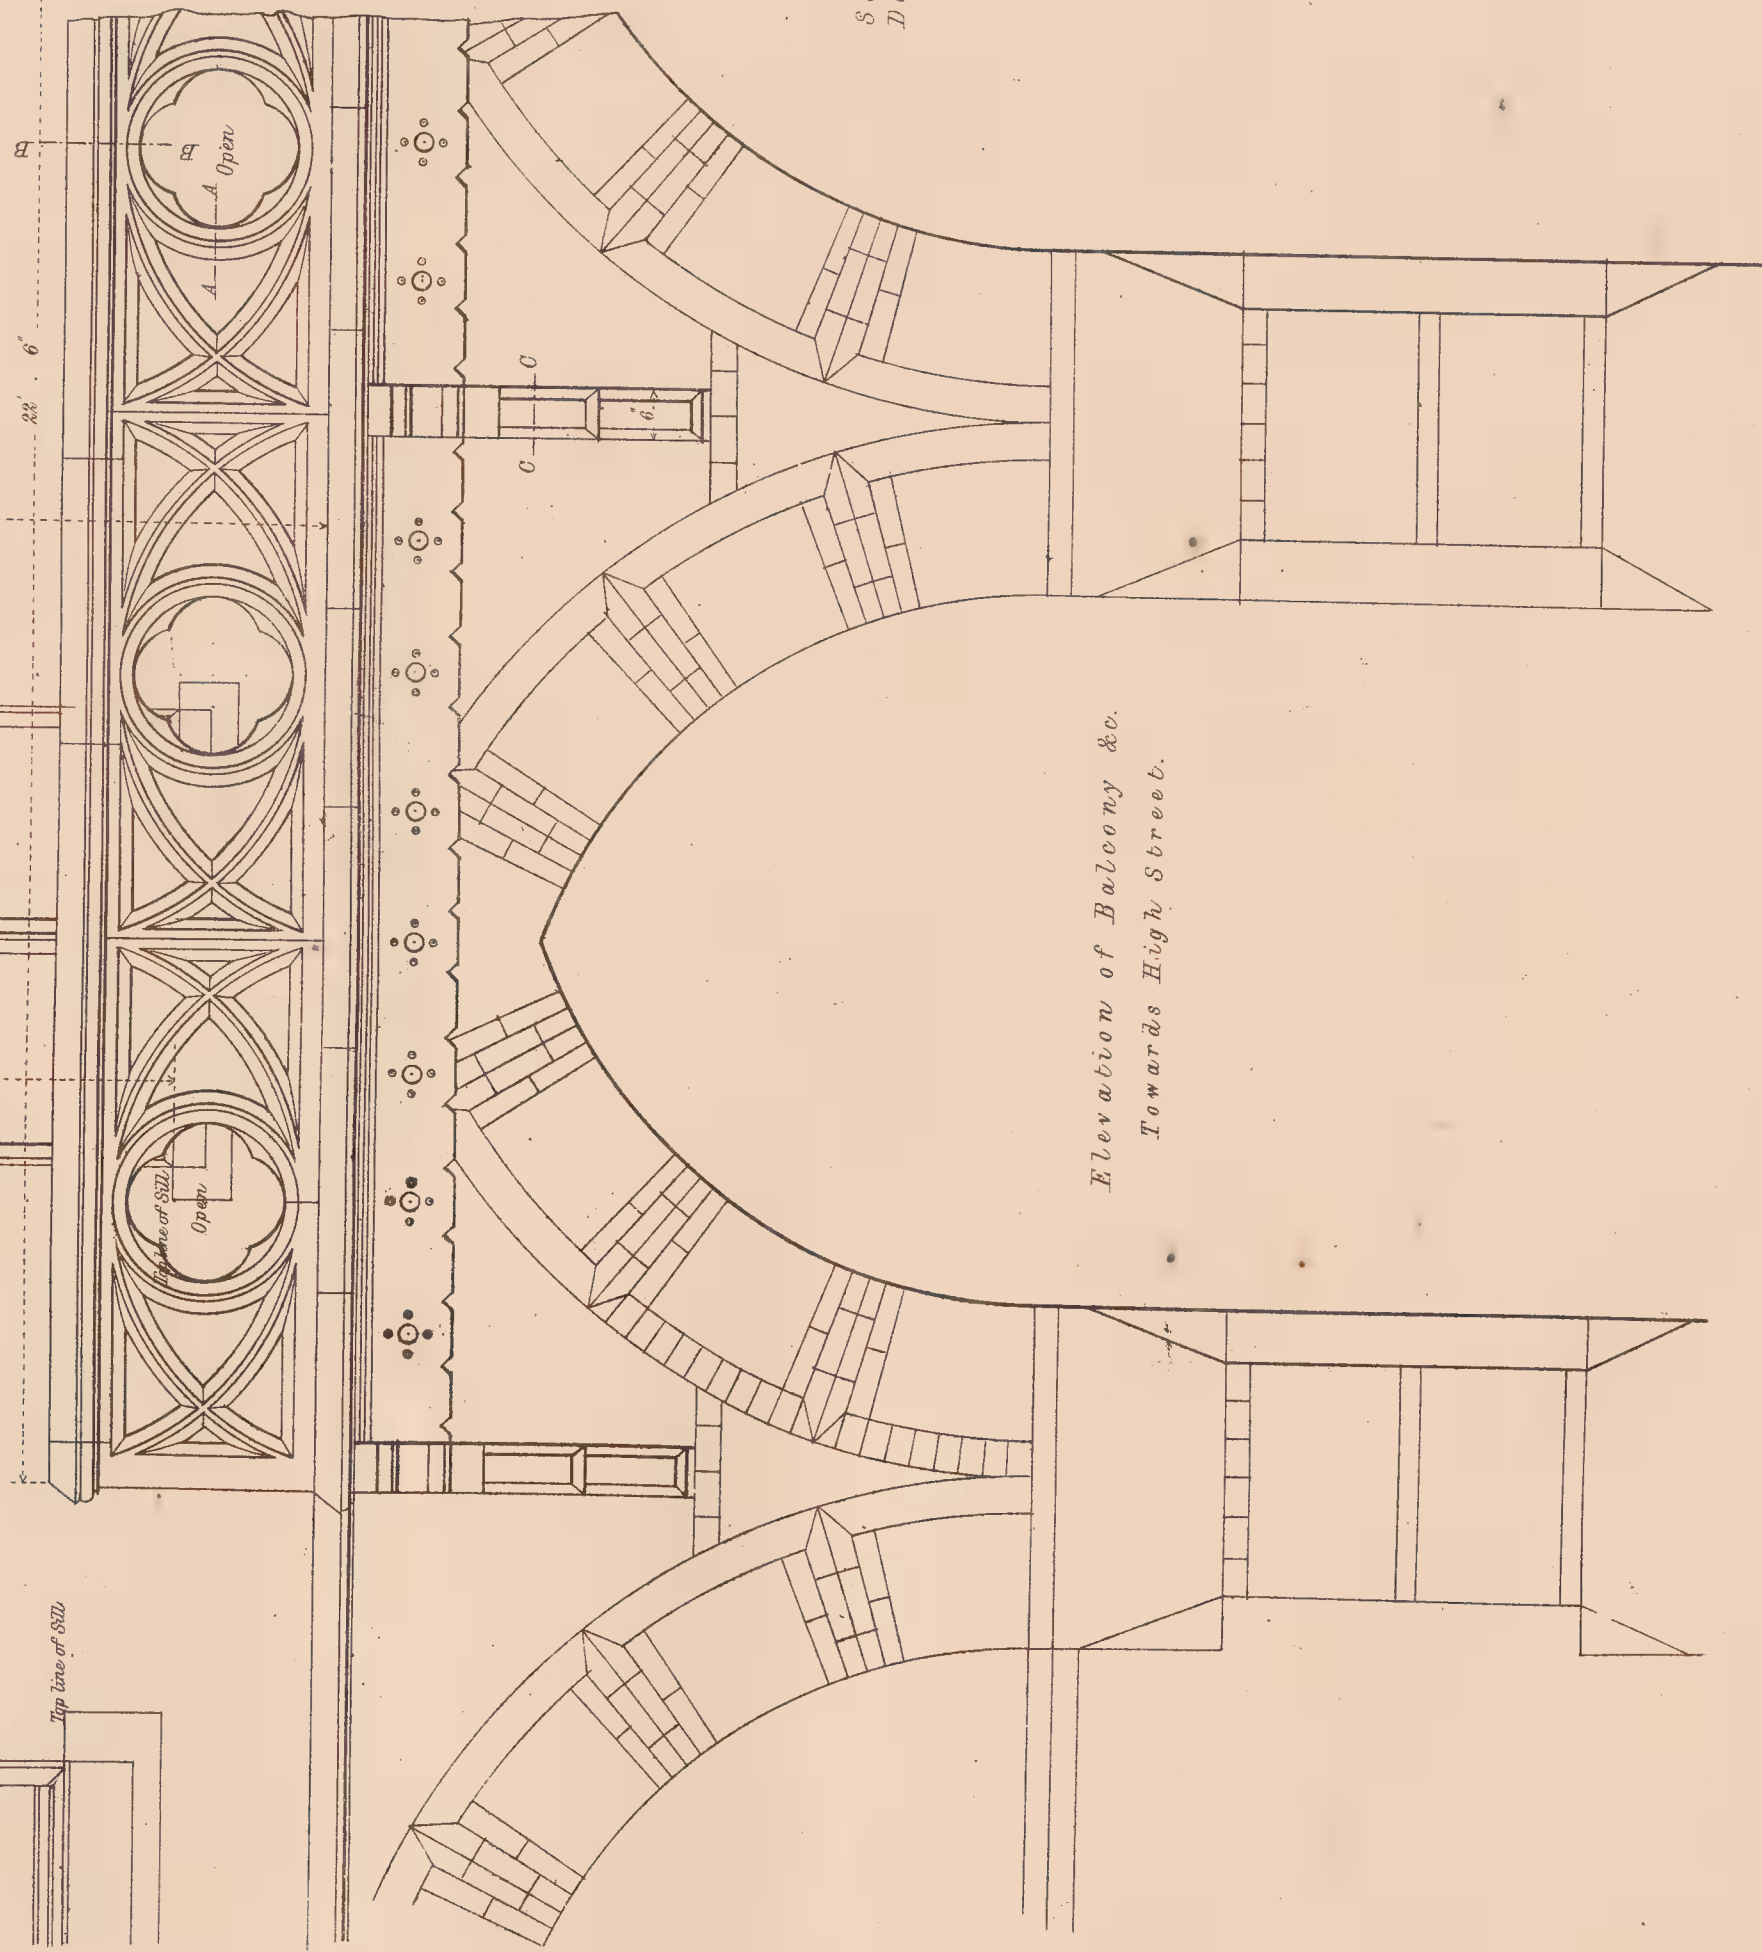 22'. 6"
B
B
A
A
Open
C
C
6."
Top line of Sill
Open
Top line of Sill
Elevation of Balcony &c.
Towards High Street.